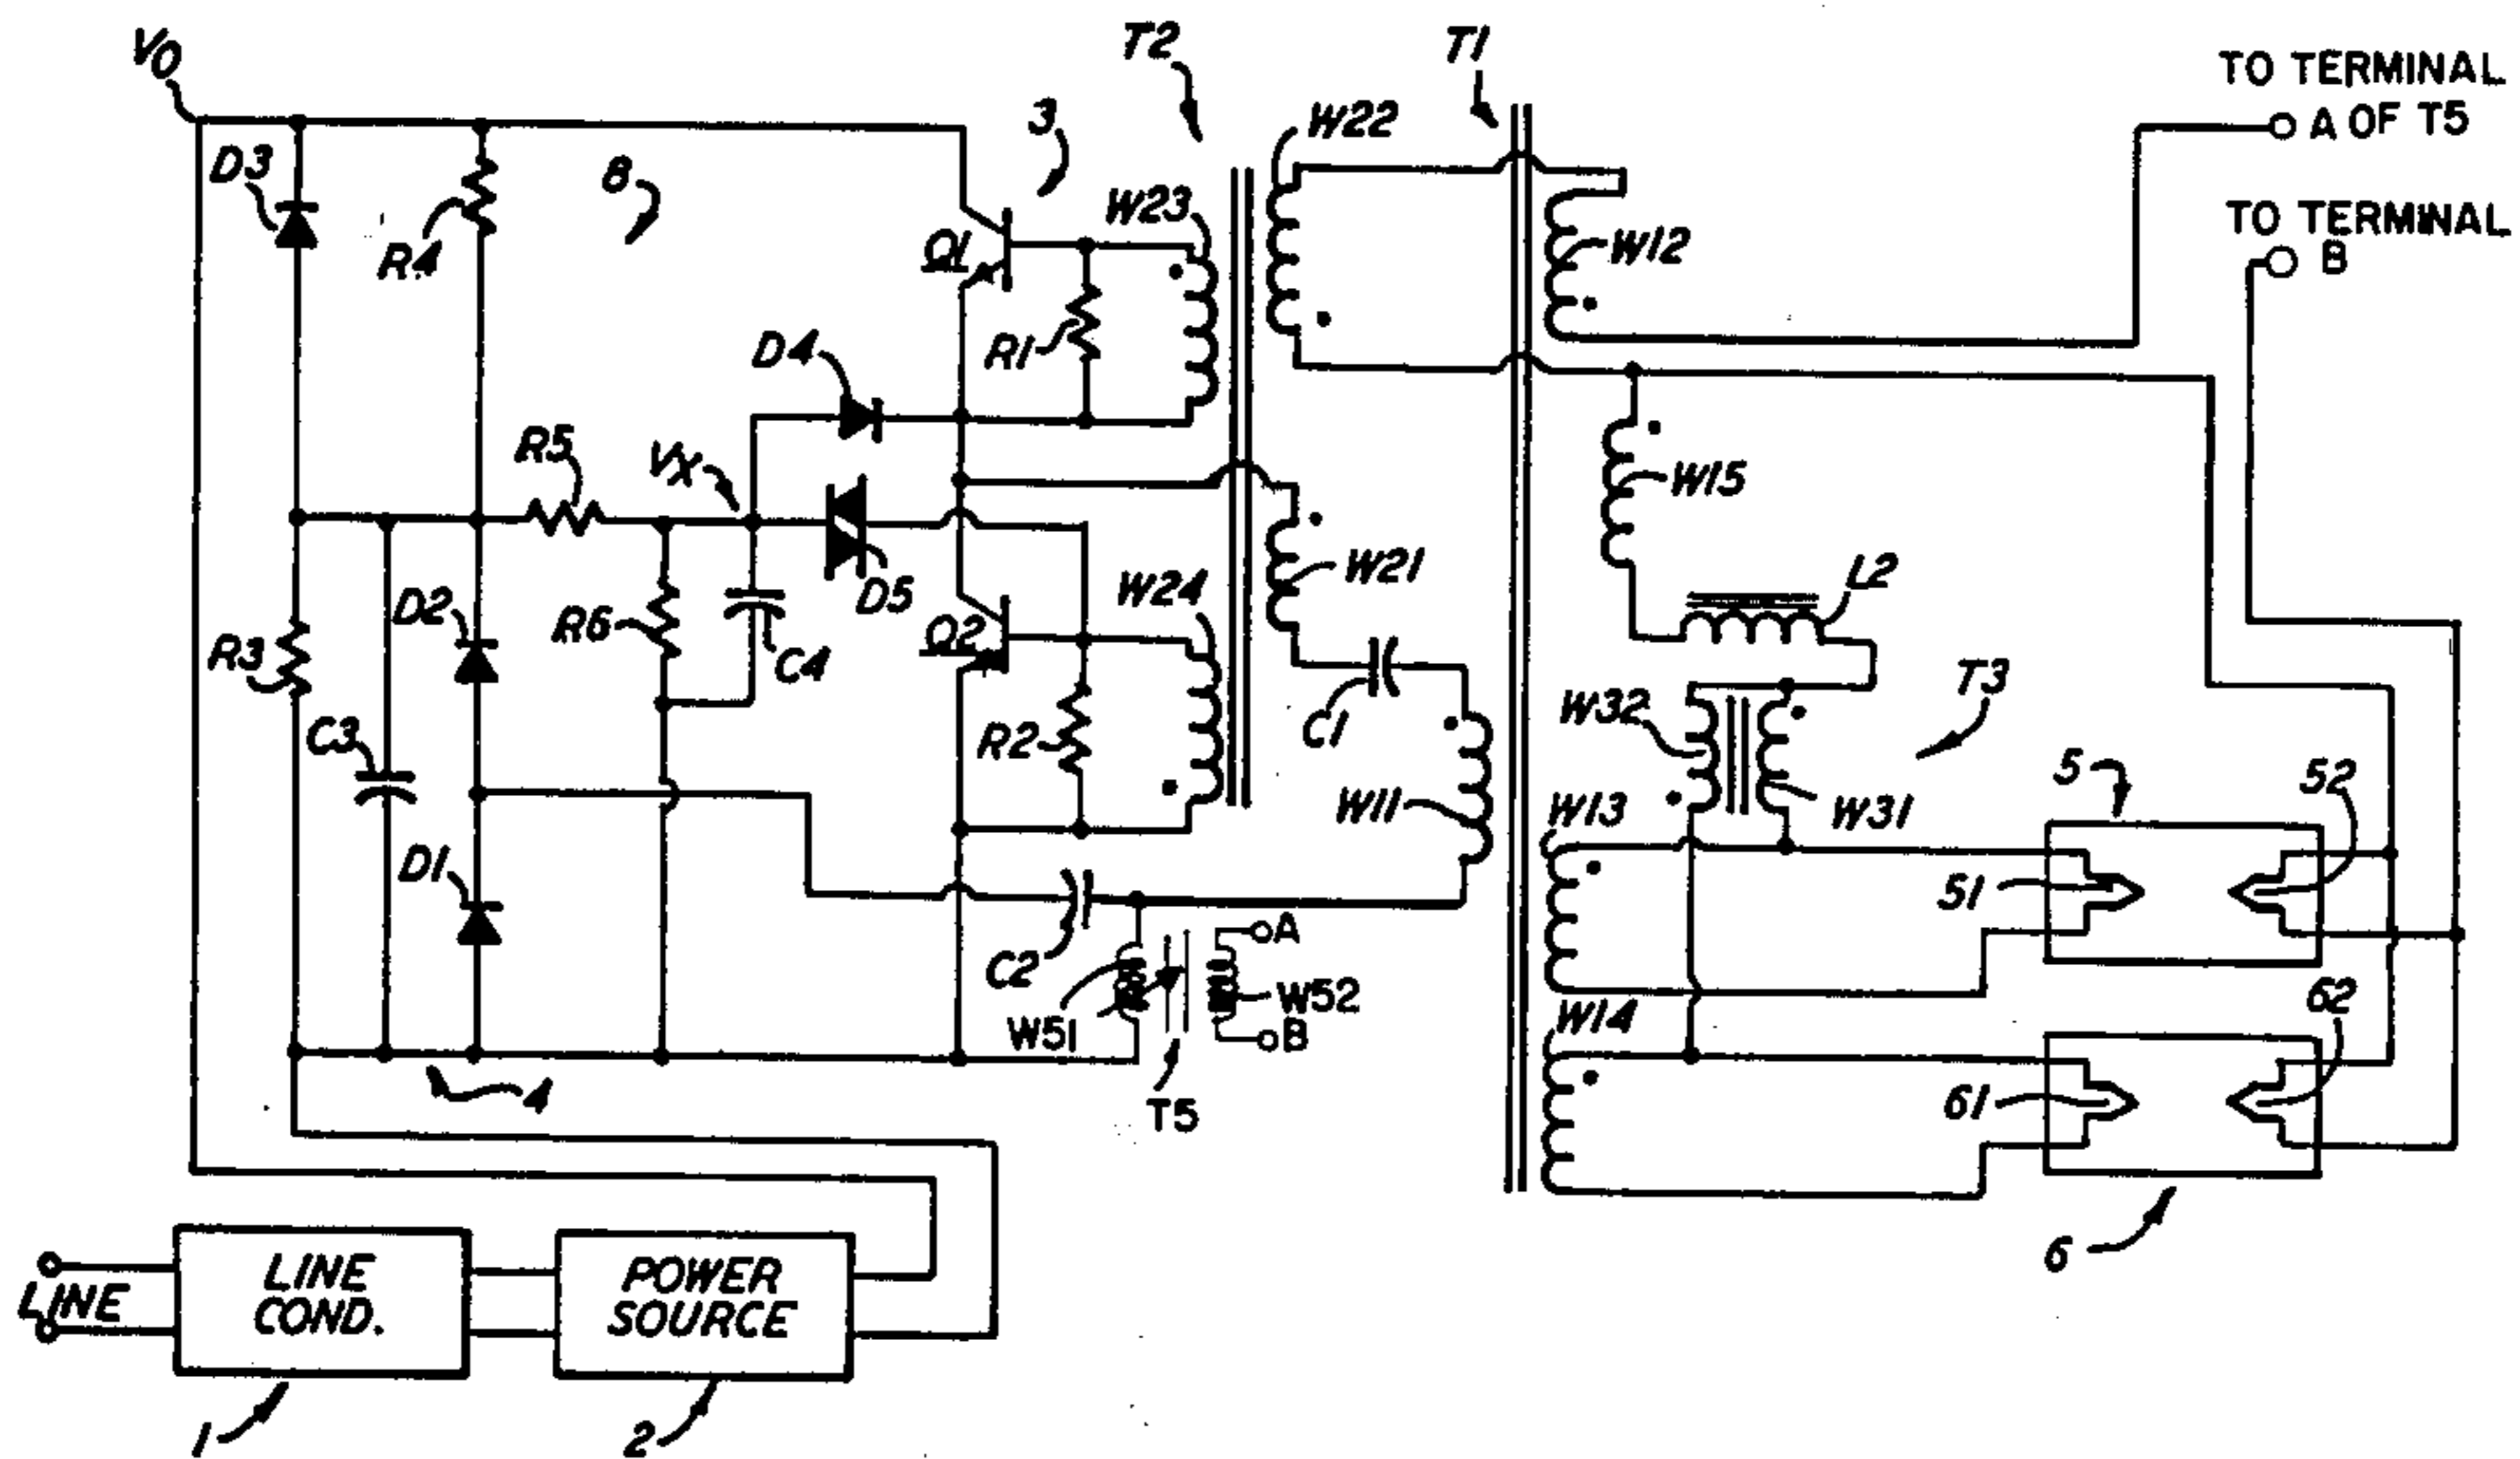 VO
T2
T1
TO TERMINAL
A OF T5
TO TERMINAL
B
3
W22
D3
8
R4
W23
Q1
W12
R1
D4
R5
VX
W15
D5
W24
W21
L2
D2
R6
C4
Q2
R3
C3
R2
C1
W32
T3
W31
W11
W13
5
52
D1
51
C2
A
W51
W52
B
W14
62
4
T5
61
6
LINE
LINE
COND.
POWER
SOURCE
1
2